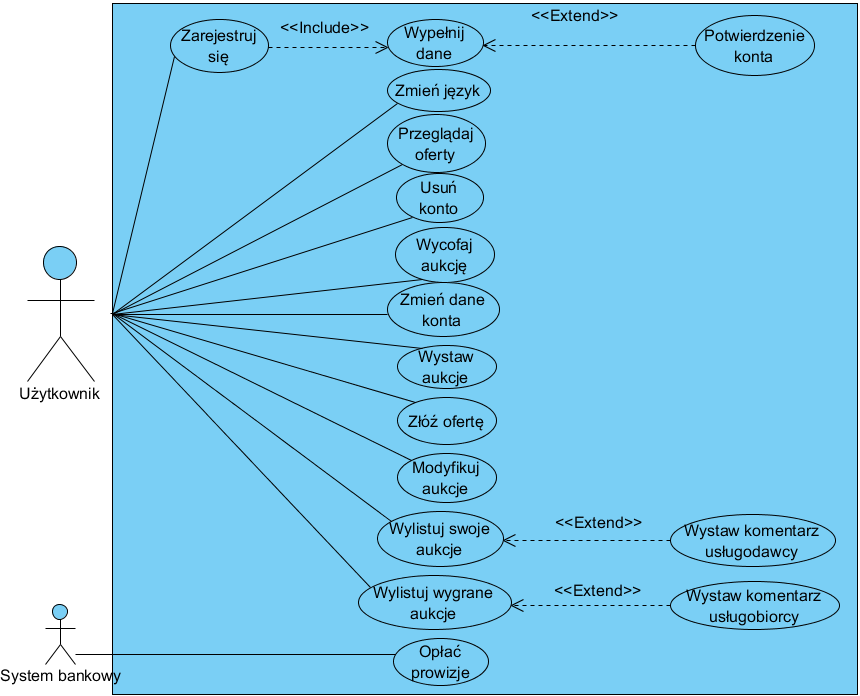 Zarejestruj
się
<<Include>>
Wypełnij
dane
<<Extend>>
Potwierdzenie
konta
Zmień język
Przeglądaj
oferty
Usuń
konto
Wycofaj
aukcję
Zmień dane
konta
Wystaw
aukcje
Użytkownik
Złóź ofertę
Modyfikuj
aukcje
Wylistuj swoje
aukcje
<<Extend>>
Wystaw komentarz
usługodawcy
Wylistuj wygrane
aukcje
<<Extend>>
Wystaw komentarz
usługobiorcy
System bankowy
Opłać
prowizje